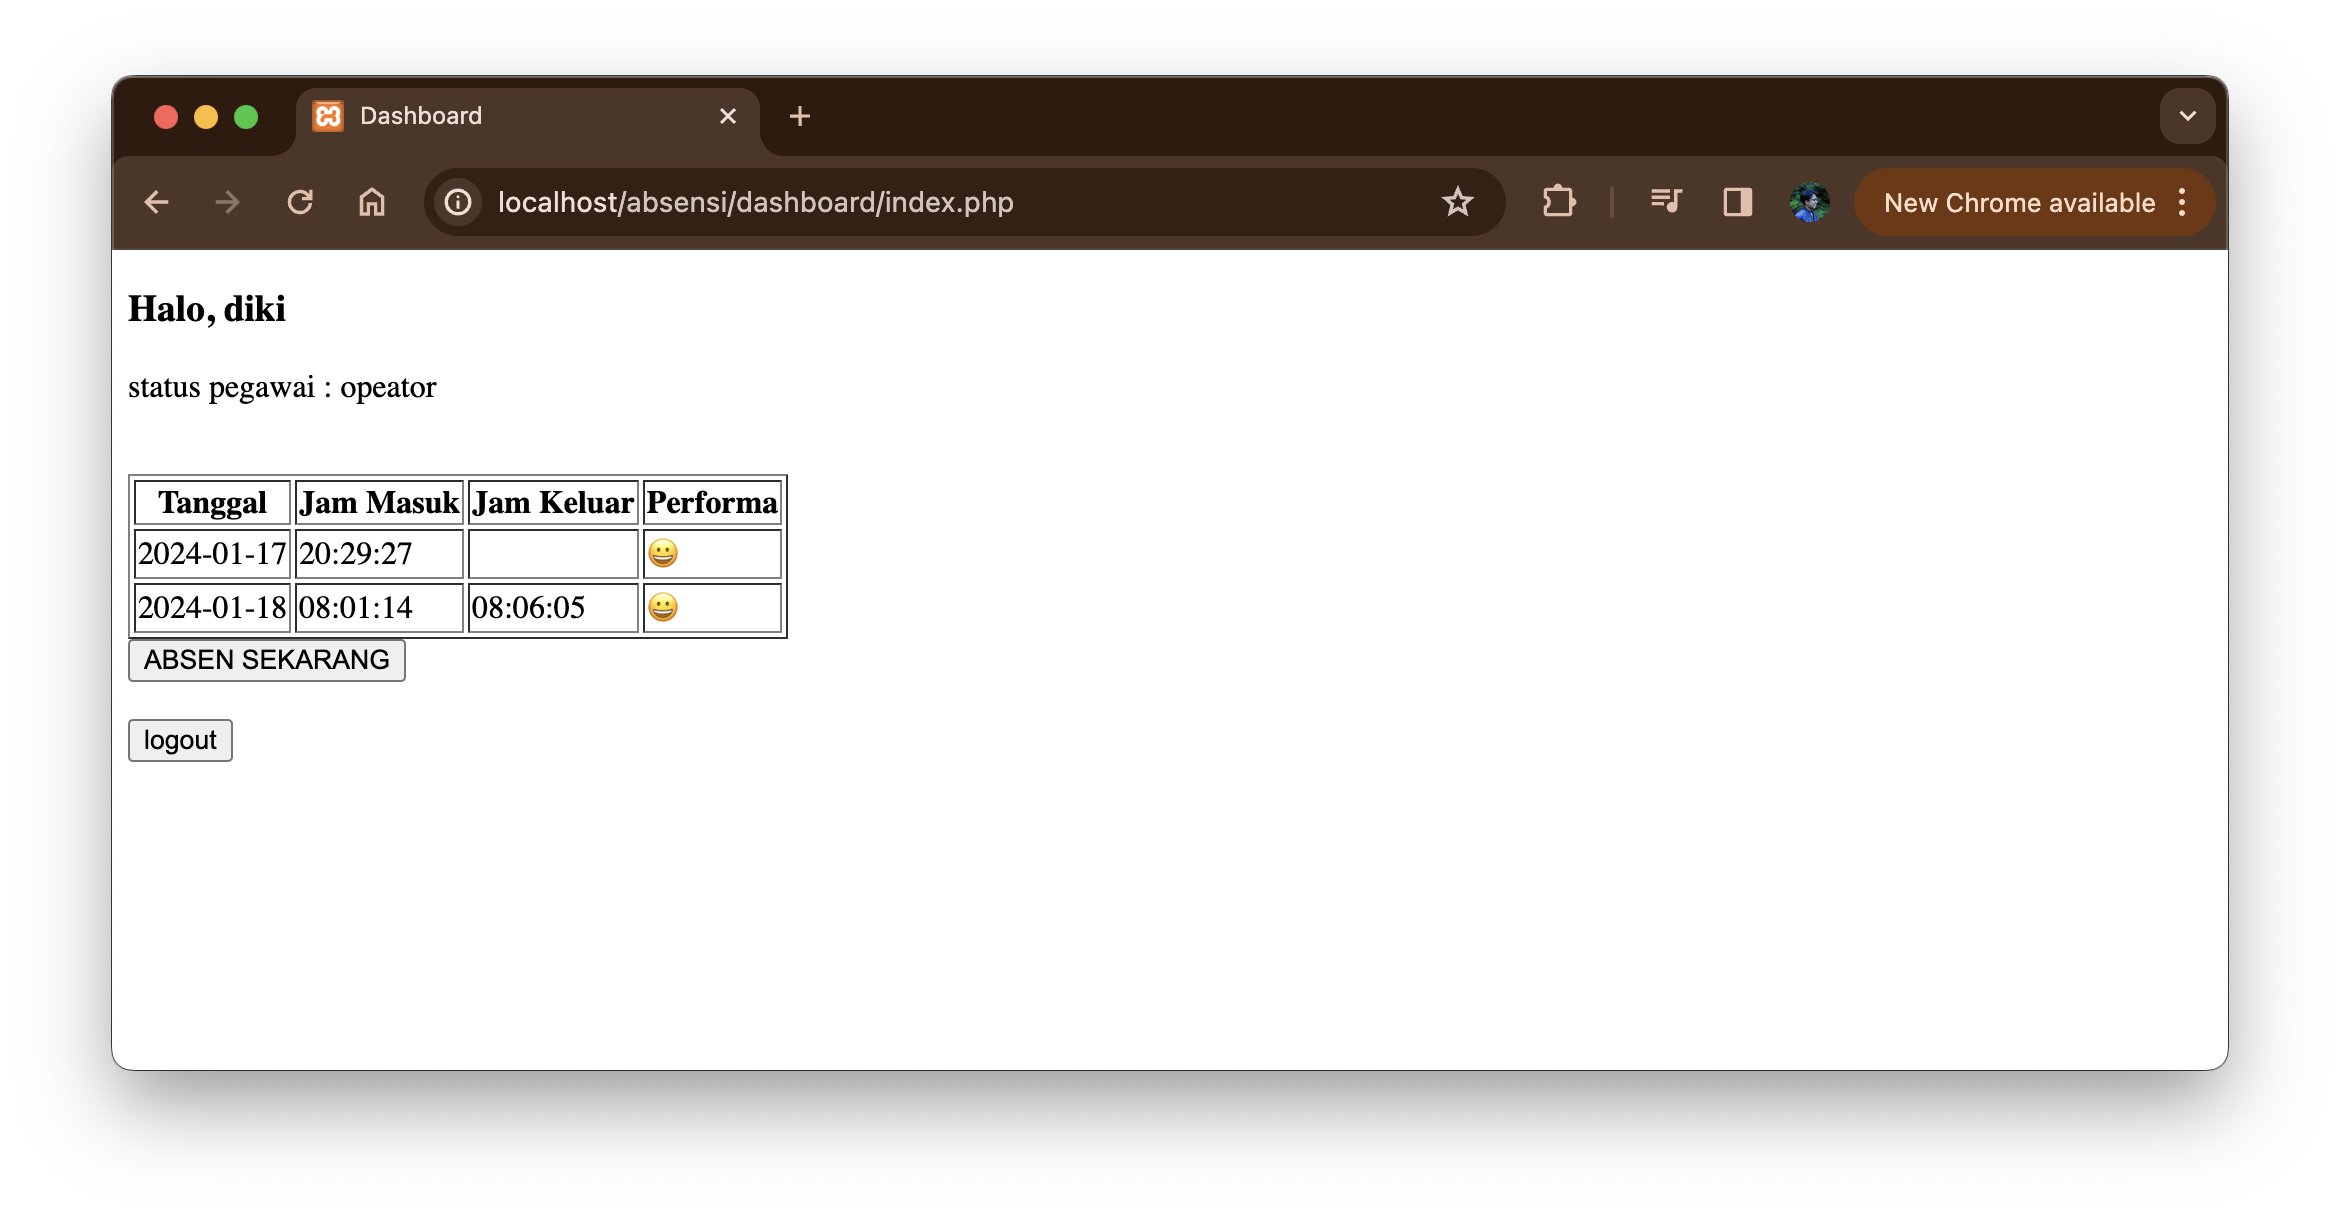 Dashboard
localhost/absensi/dashboard/index.php
New Chrome available
Halo, diki
status pegawai : opeator
Tanggal Jam Masuk Jam Keluar Performa
2024-01-17 20:29:27 😀
2024-01-18 08:01:14 08:06:05 😀
ABSEN SEKARANG
logout